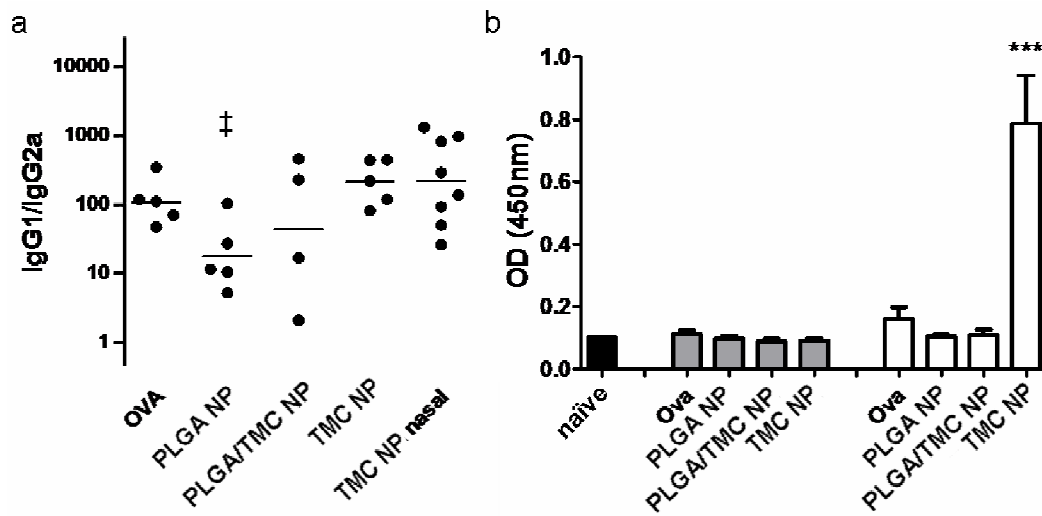 a
IgG1/IgG2a
10000
1000
100
10
1
‡
OVA
PLGA NP
PLGA/TMC NP
TMC NP
TMC NP nasal
b
OD (450nm)
1.0
0.8
0.6
0.4
0.2
0.0
***
naïve
Ova
PLGA NP
PLGA/TMC NP
TMC NP
Ova
PLGA NP
PLGA/TMC NP
TMC NP